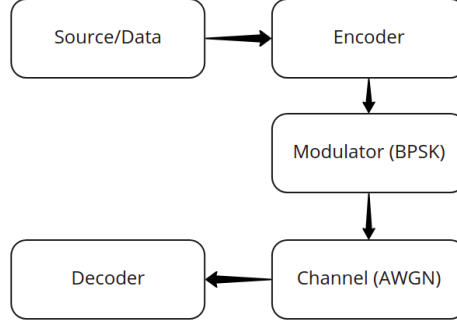 Source/Data
Encoder
Modulator (BPSK)
Decoder
Channel (AWGN)